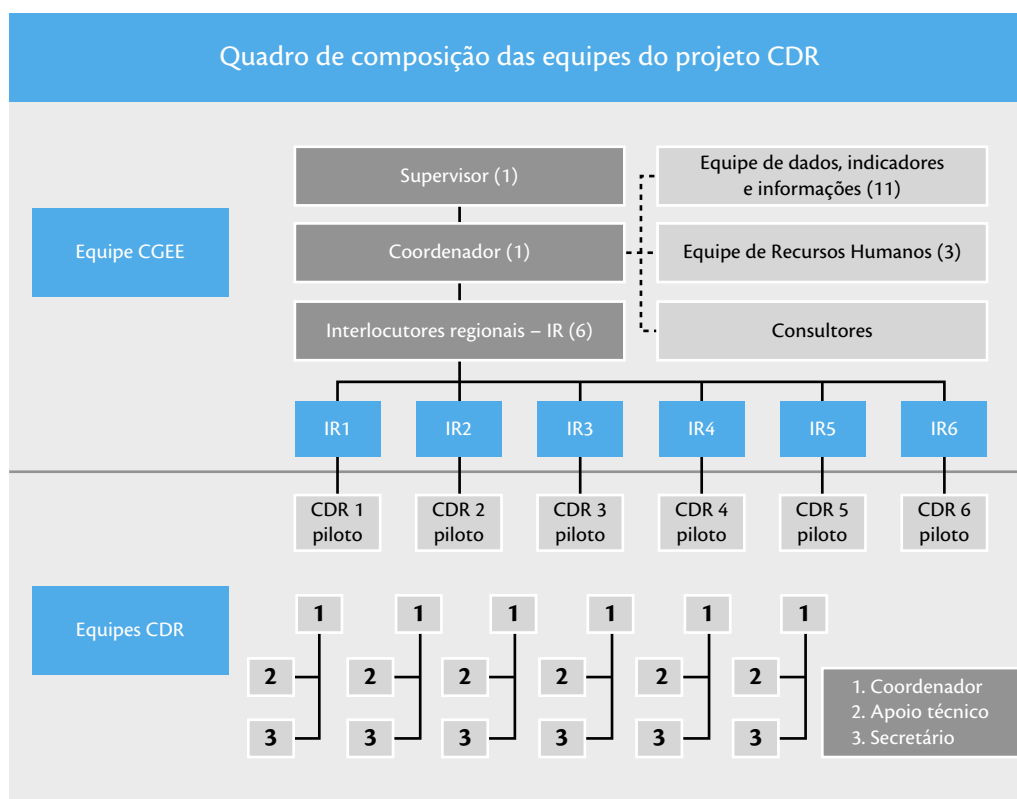 Quadro de composição das equipes do projeto CDR
Supervisor (1)
Equipe de dados, indicadores
e informações (11)
Equipe CGEE
Coordenador (1)
Equipe de Recursos Humanos (3)
Interlocutores regionais – IR (6)
Consultores
IR1
IR2
IR3
IR4
IR5
IR6
CDR 1
piloto
CDR 2
piloto
CDR 3
piloto
CDR 4
piloto
CDR 5
piloto
CDR 6
piloto
Equipes CDR
1
1
1
1
1
1
2
2
2
2
2
2
3
3
3
3
3
3
1. Coordenador
2. Apoio técnico
3. Secretário